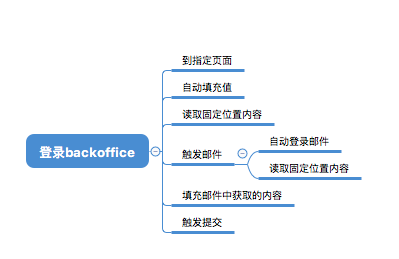 到指定页面
自动填充值
读取固定位置内容
登录backoffice
触发邮件
自动登录邮件
读取固定位置内容
填充邮件中获取的内容
触发提交